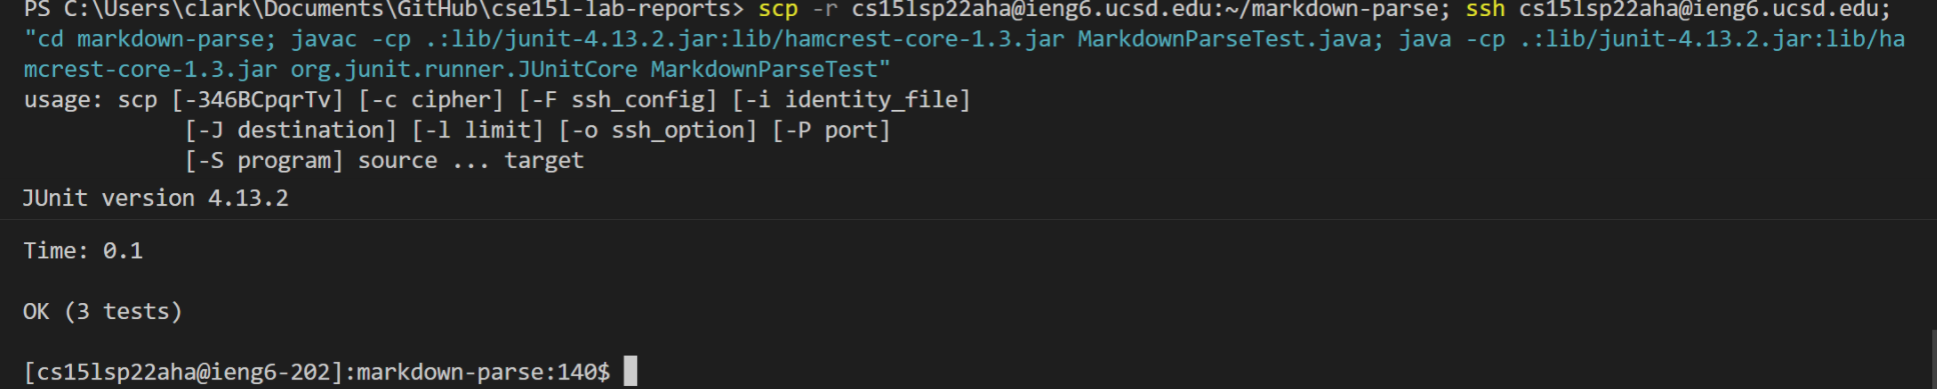 PS C:\Users\clark\Documents\GitHub\cse15l-lab-reports> scp -r cs15lsp22aha@ieng6.ucsd.edu:~/markdown-parse; ssh cs15lsp22aha@ieng6.ucsd.edu;
"cd markdown-parse; javac -cp .:lib/junit-4.13.2.jar:lib/hamcrest-core-1.3.jar MarkdownParseTest.java; java -cp .:lib/junit-4.13.2.jar:lib/ha
mcrest-core-1.3.jar org.junit.runner.JUnitCore MarkdownParseTest"
usage: scp [-346BCpqrTv] [-c cipher] [-F ssh_config] [-i identity_file]
            [-J destination] [-l limit] [-o ssh_option] [-P port]
            [-S program] source ... target
JUnit version 4.13.2
Time: 0.1
OK (3 tests)
[cs15lsp22aha@ieng6-202]:markdown-parse:140$